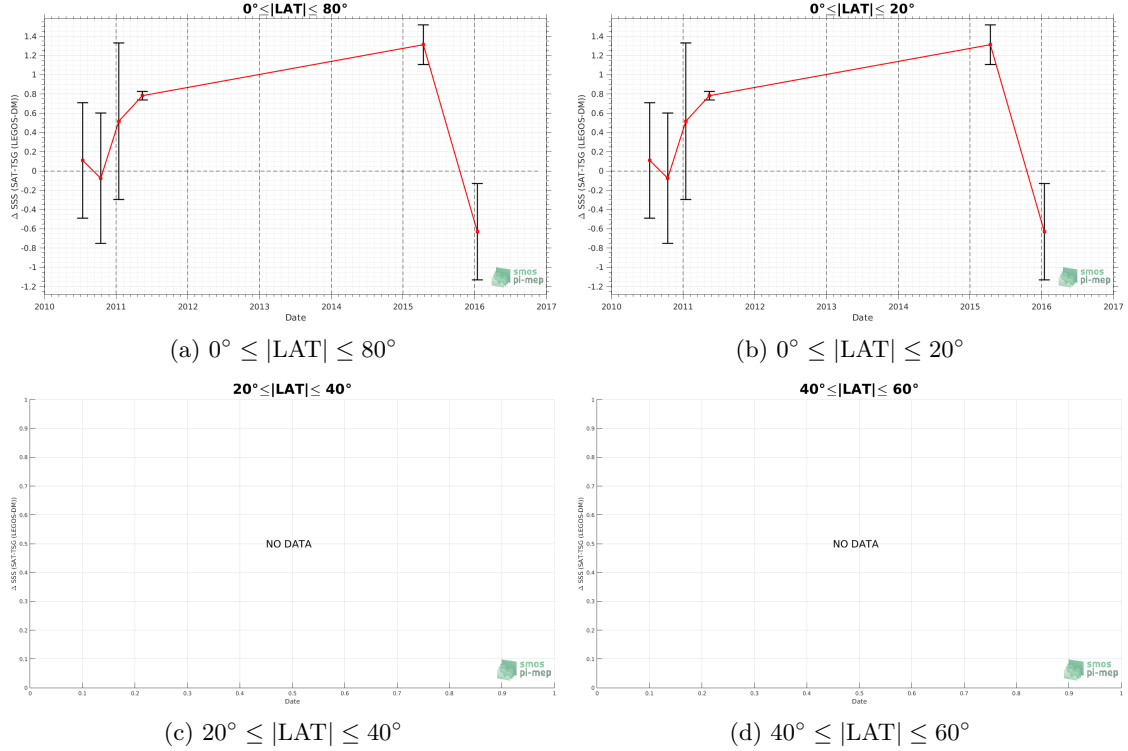 0°≤|LAT|≤ 80°
Δ SSS (SAT-TSG (LEGOS-DM))
1.4
1.2
1
0.8
0.6
0.4
0.2
0
-0.2
-0.4
-0.6
-0.8
-1
-1.2
2010 2011 2012 2013 2014 2015 2016 2017
Date
smos
pi-mep
(a) 0° ≤ |LAT| ≤ 80°
0°≤|LAT|≤ 20°
Δ SSS (SAT-TSG (LEGOS-DM))
1.4
1.2
1
0.8
0.6
0.4
0.2
0
-0.2
-0.4
-0.6
-0.8
-1
-1.2
2010 2011 2012 2013 2014 2015 2016 2017
Date
smos
pi-mep
(b) 0° ≤ |LAT| ≤ 20°
20°≤|LAT|≤ 40°
Δ SSS (SAT-TSG (LEGOS-DM))
1
0.9
0.8
0.7
0.6
0.5
0.4
0.3
0.2
0.1
0
NO DATA
0 0.1 0.2 0.3 0.4 0.5 0.6 0.7 0.8 0.9 1
Date
smos
pi-mep
(c) 20° ≤ |LAT| ≤ 40°
40°≤|LAT|≤ 60°
Δ SSS (SAT-TSG (LEGOS-DM))
1
0.9
0.8
0.7
0.6
0.5
0.4
0.3
0.2
0.1
0
NO DATA
0 0.1 0.2 0.3 0.4 0.5 0.6 0.7 0.8 0.9 1
Date
smos
pi-mep
(d) 40° ≤ |LAT| ≤ 60°